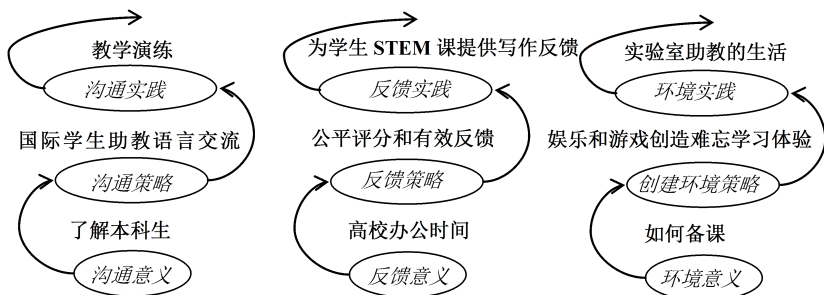 教学演练
沟通实践
国际学生助教语言交流
沟通策略
了解本科生
沟通意义
为学生 STEM 课提供写作反馈
反馈实践
公平评分和有效反馈
反馈策略
高校办公时间
反馈意义
实验室助教的生活
环境实践
娱乐和游戏创造难忘学习体验
创建环境策略
如何备课
环境意义